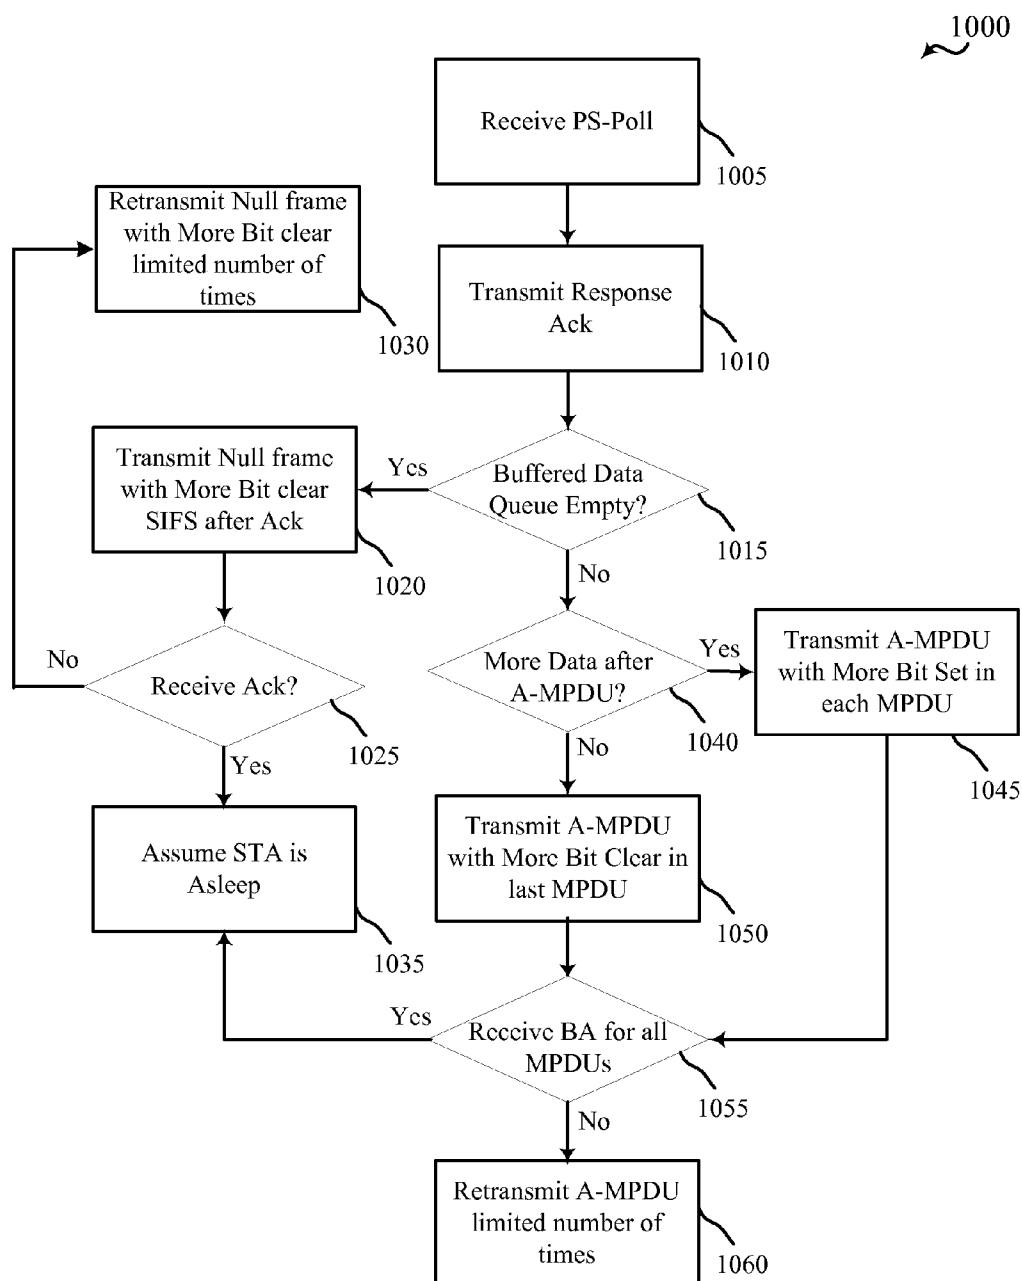 1000
Receive PS-Poll
1005
Retransmit Null frame
with More Bit clear
limited number of
times
1030
Transmit Response
Ack
1010
Transmit Null frame
with More Bit clear
SIFS after Ack
1020
Yes
Buffered Data
Queue Empty?
1015
No
No
Receive Ack?
1025
Yes
More Data after
A-MPDU?
1040
Yes
Transmit A-MPDU
with More Bit Set in
each MPDU
1045
No
Assume STA is
Asleep
1035
Transmit A-MPDU
with More Bit Clear in
last MPDU
1050
Yes
Receive BA for all
MPDUs
1055
No
Retransmit A-MPDU
limited number of
times
1060